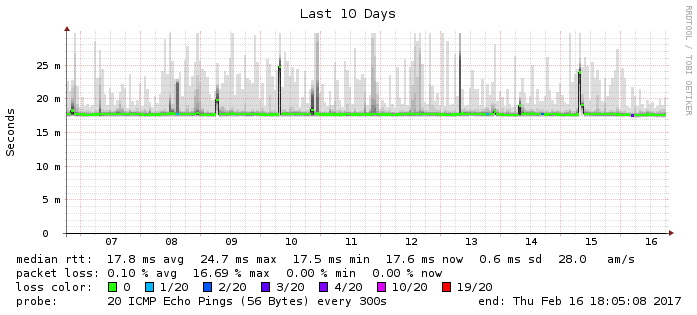 Last 10 Days
RRDTOOL / TOBI OETIKER
Seconds
25 m
20 m
15 m
10 m
5 m
0
07 08 09 10 11 12 13 14 15 16
median rtt: 17.8 ms avg 24.7 ms max 17.5 ms min 17.6 ms now 0.6 ms sd 28.0 am/s
packet loss: 0.10 % avg 16.69 % max 0.00 % min 0.00 % now
loss color: 0 1/20 2/20 3/20 4/20 10/20 19/20
probe: 20 ICMP Echo Pings (56 Bytes) every 300s end: Thu Feb 16 18:05:08 2017